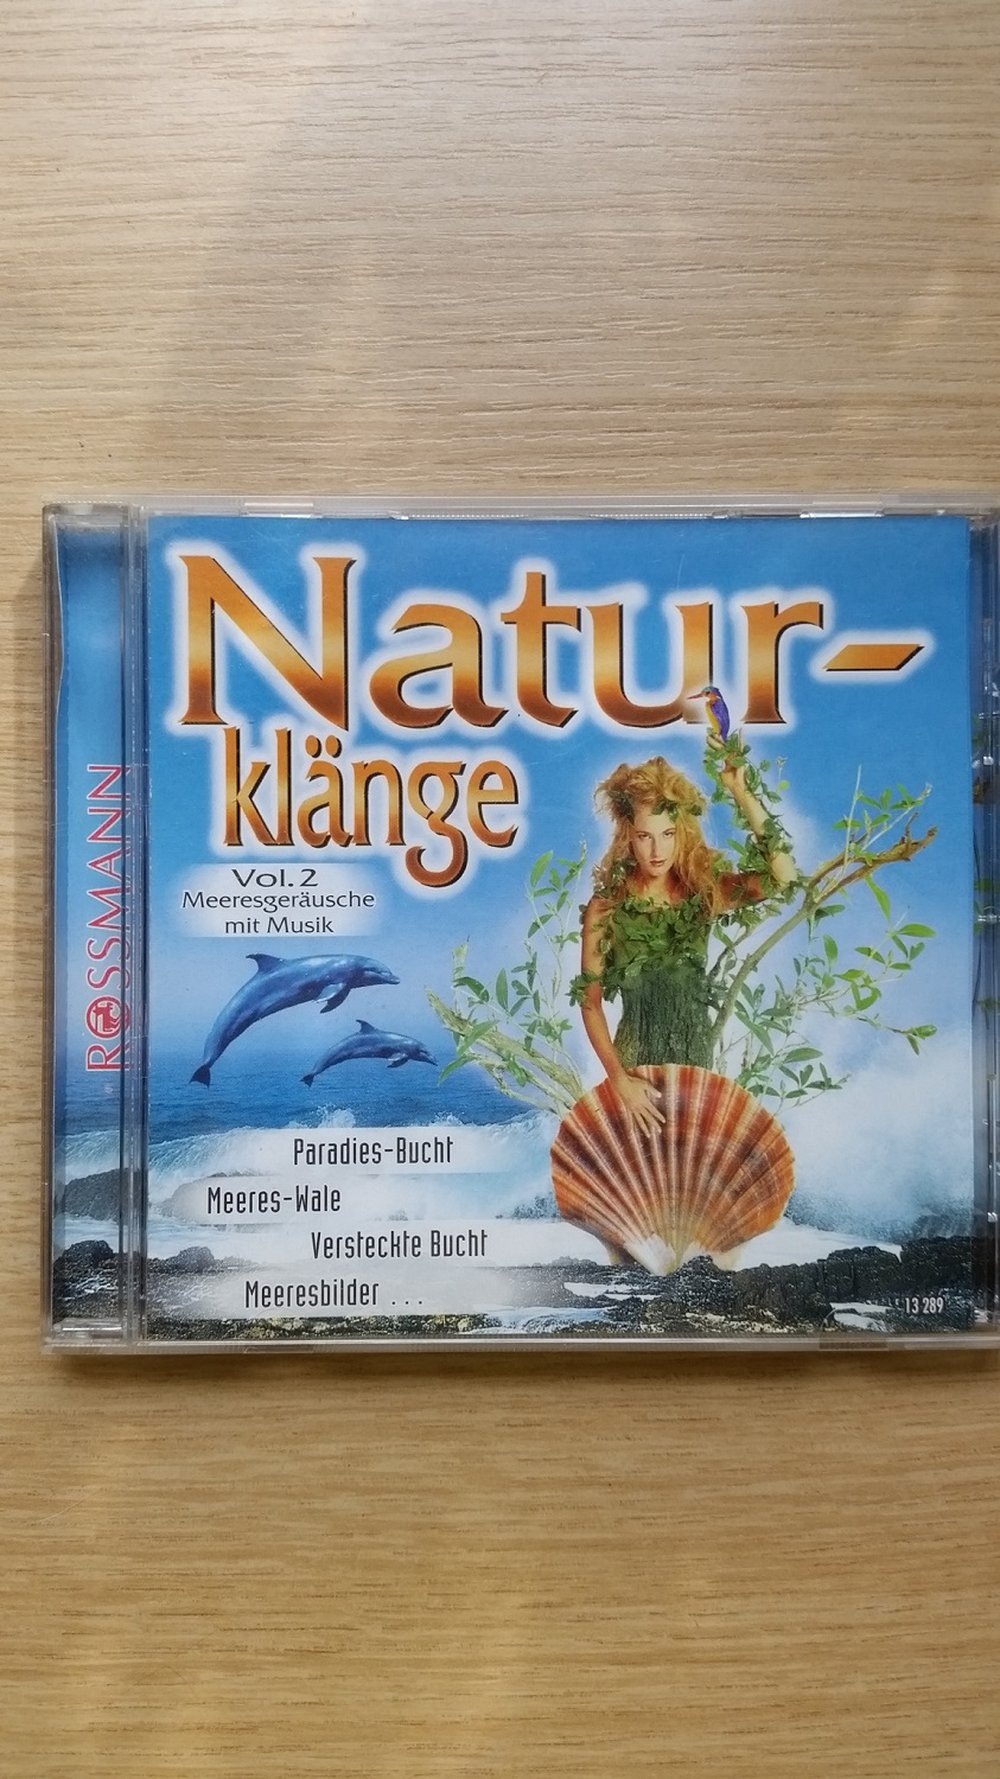 Natur-
klänge
Vol. 2
Meeresgeräusche
mit Musik
ROSSMANN
Paradies-Bucht
Meeres-Wale
Versteckte Bucht
Meeresbilder ...
13 289